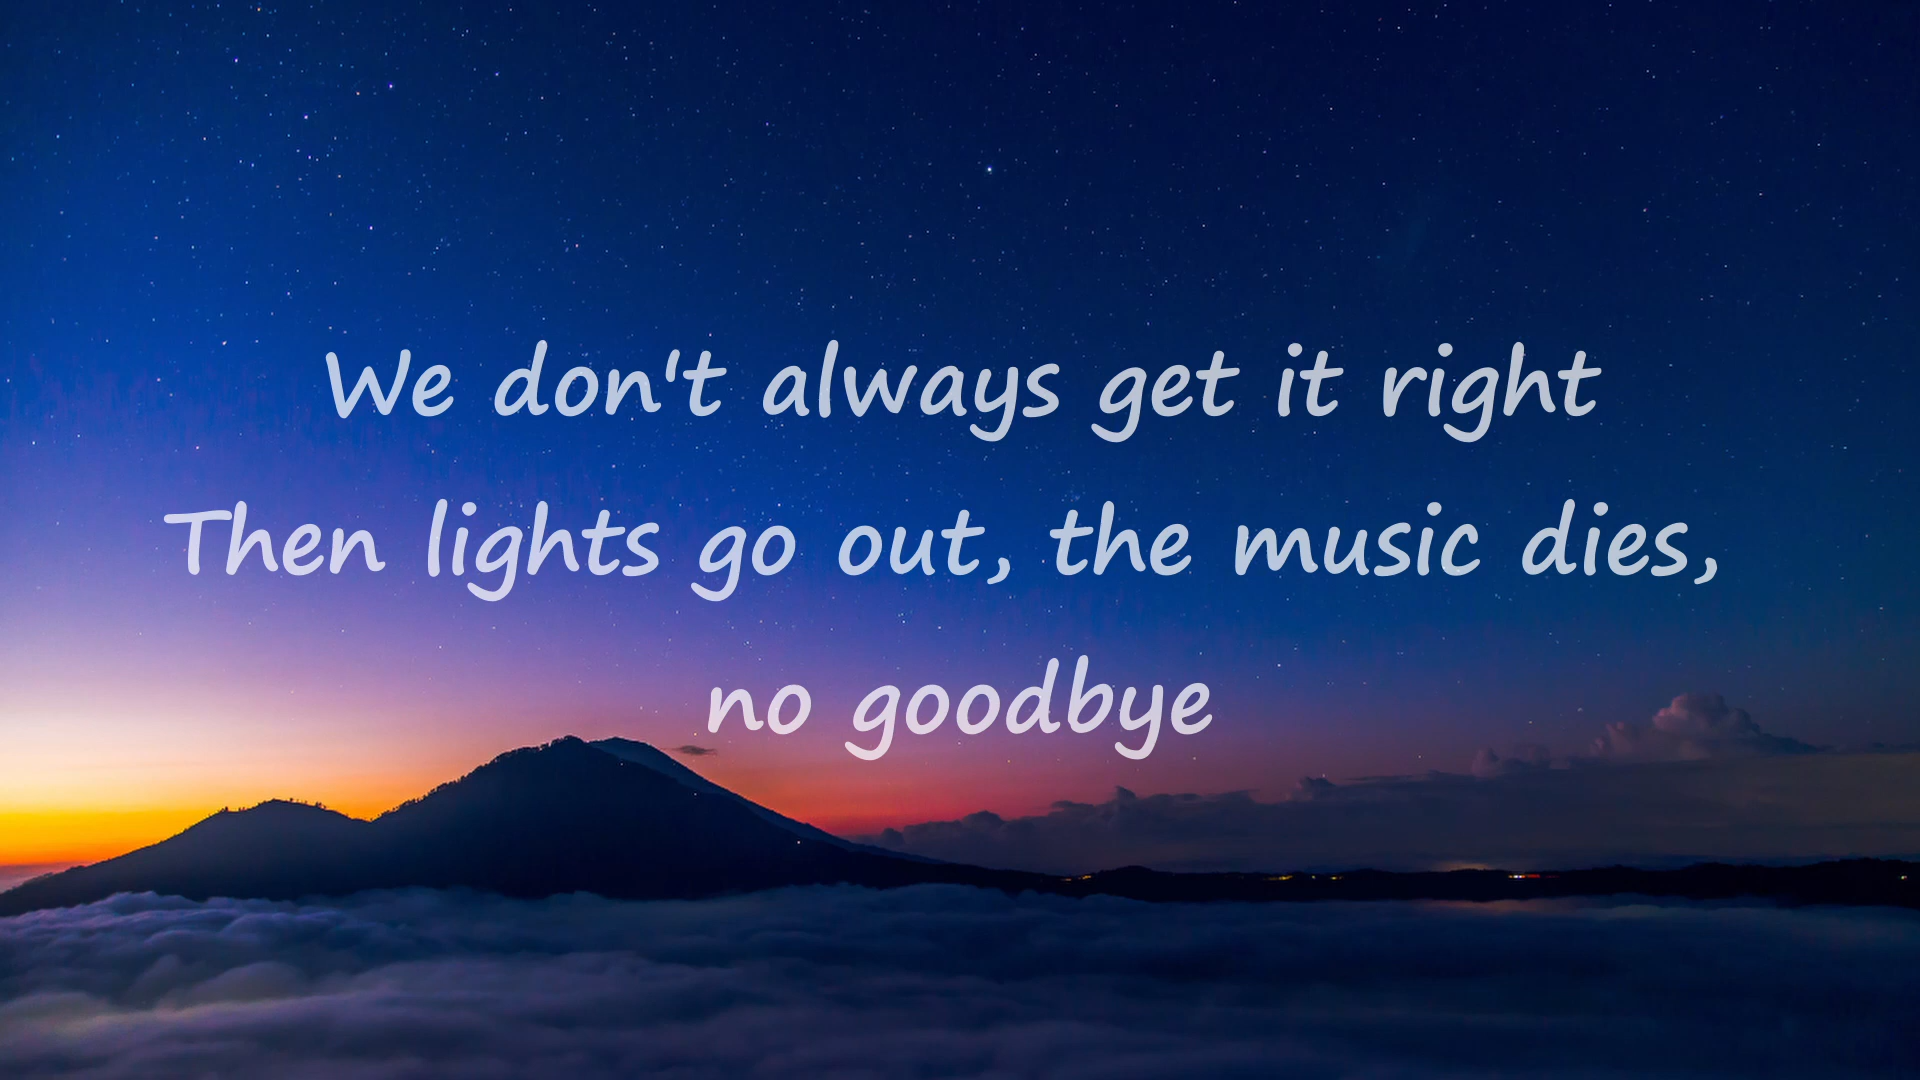 We don't always get it right
Then lights go out, the music dies,
no goodbye